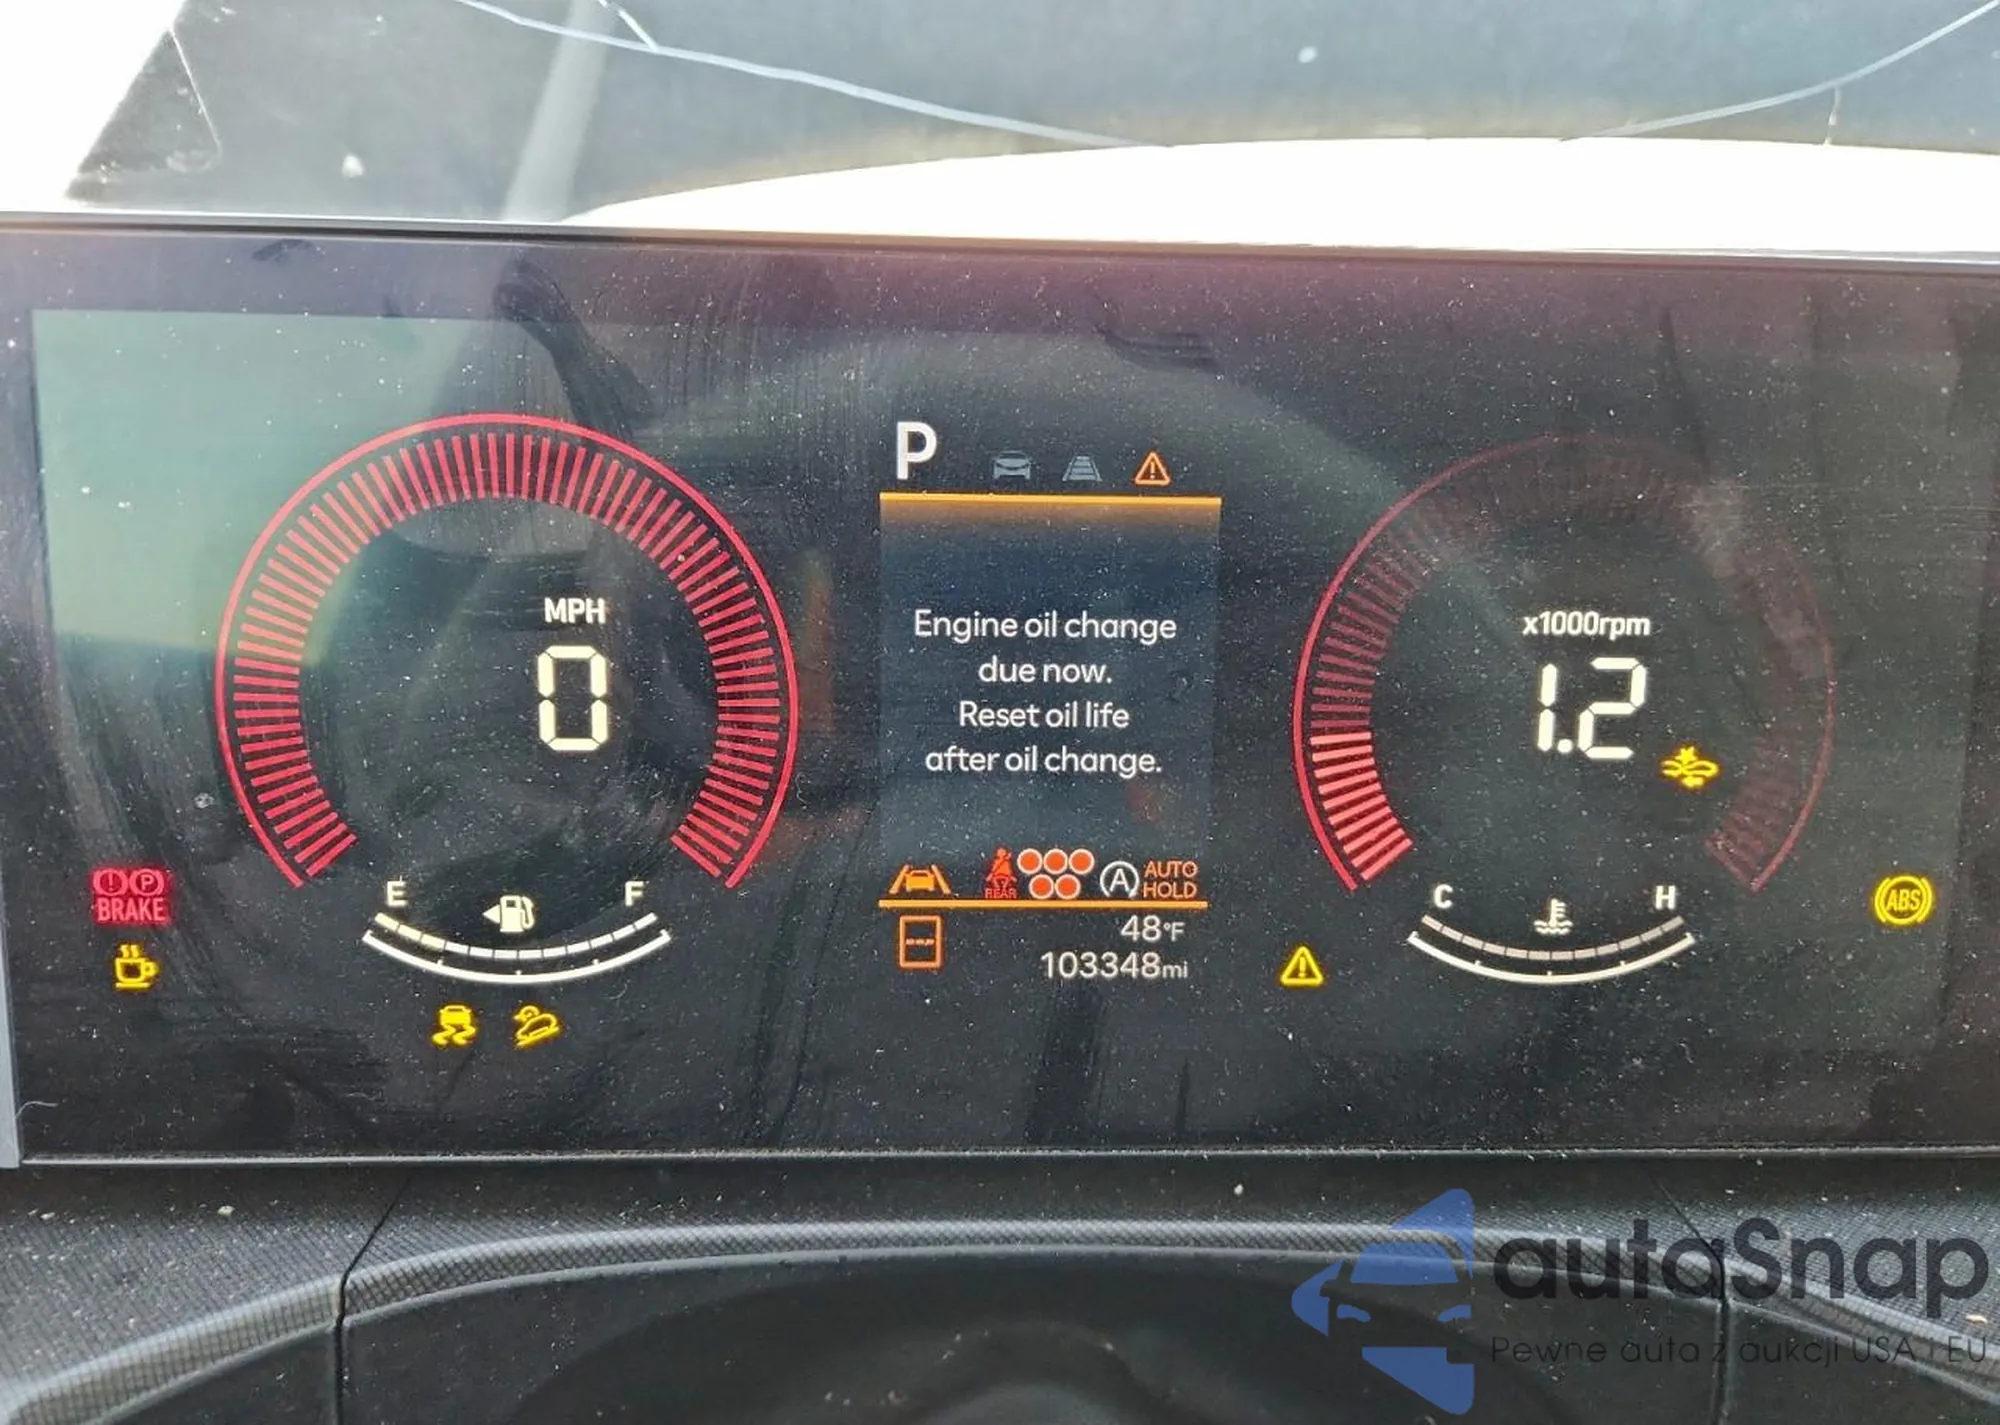 P
MPH
0
Engine oil change
due now.
Reset oil life
after oil change.
x1000rpm
1.2
BRAKE
P
E
F
REAR
A
AUTO
HOLD
C
H
ABS
48°F
103348mi
autoSnap
Pewne auta z aukcji USA i EU